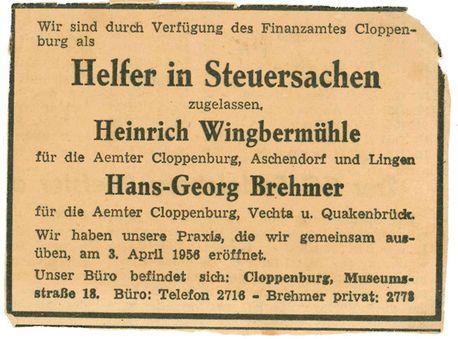 Wir sind durch Verfügung des Finanzamtes Cloppen-
burg als
Helfer in Steuersachen
zugelassen.
Heinrich Wingbermühle
für die Aemter Cloppenburg, Aschendorf und Lingen
Hans-Georg Brehmer
für die Aemter Cloppenburg, Vechta u. Quakenbrück.
Wir haben unsere Praxis, die wir gemeinsam aus-
üben, am 3. April 1956 eröffnet.
Unser Büro befindet sich: Cloppenburg, Museums-
straße 18. Büro: Telefon 2716 - Brehmer privat: 2778